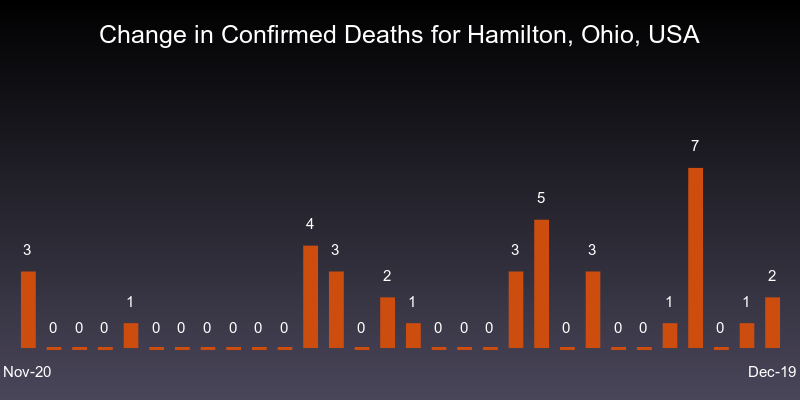 Change in Confirmed Deaths for Hamilton, Ohio, USA
3 0 0 0 1 0 0 0 0 0 0 4 3 0 2 1 0 0 0 3 5 0 3 0 0 1 7 0 1 2
Nov-20 Dec-19